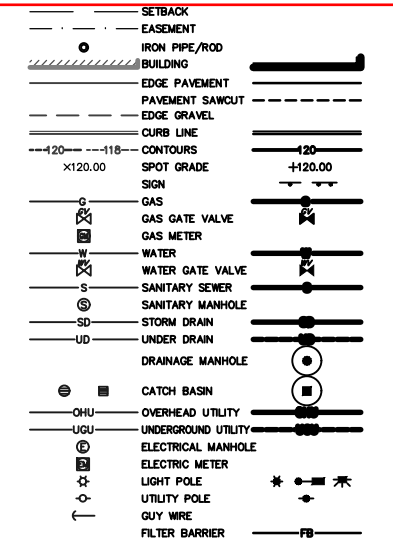 SETBACK
EASEMENT
IRON PIPE/ROD
BUILDING
EDGE PAVEMENT
PAVEMENT SAWCUT
EDGE GRAVEL
CURB LINE
120 118 CONTOURS 120
×120.00 SPOT GRADE +120.00
SIGN
G GAS
GV GAS GATE VALVE GV
GM GAS METER
W WATER
WV WATER GATE VALVE WV
S SANITARY SEWER
S SANITARY MANHOLE
SD STORM DRAIN
UD UNDER DRAIN
DRAINAGE MANHOLE
CATCH BASIN
OHU OVERHEAD UTILITY
UGU UNDERGROUND UTILITY
E ELECTRICAL MANHOLE
EM ELECTRIC METER
LIGHT POLE
UTILITY POLE
GUY WIRE
FILTER BARRIER FB